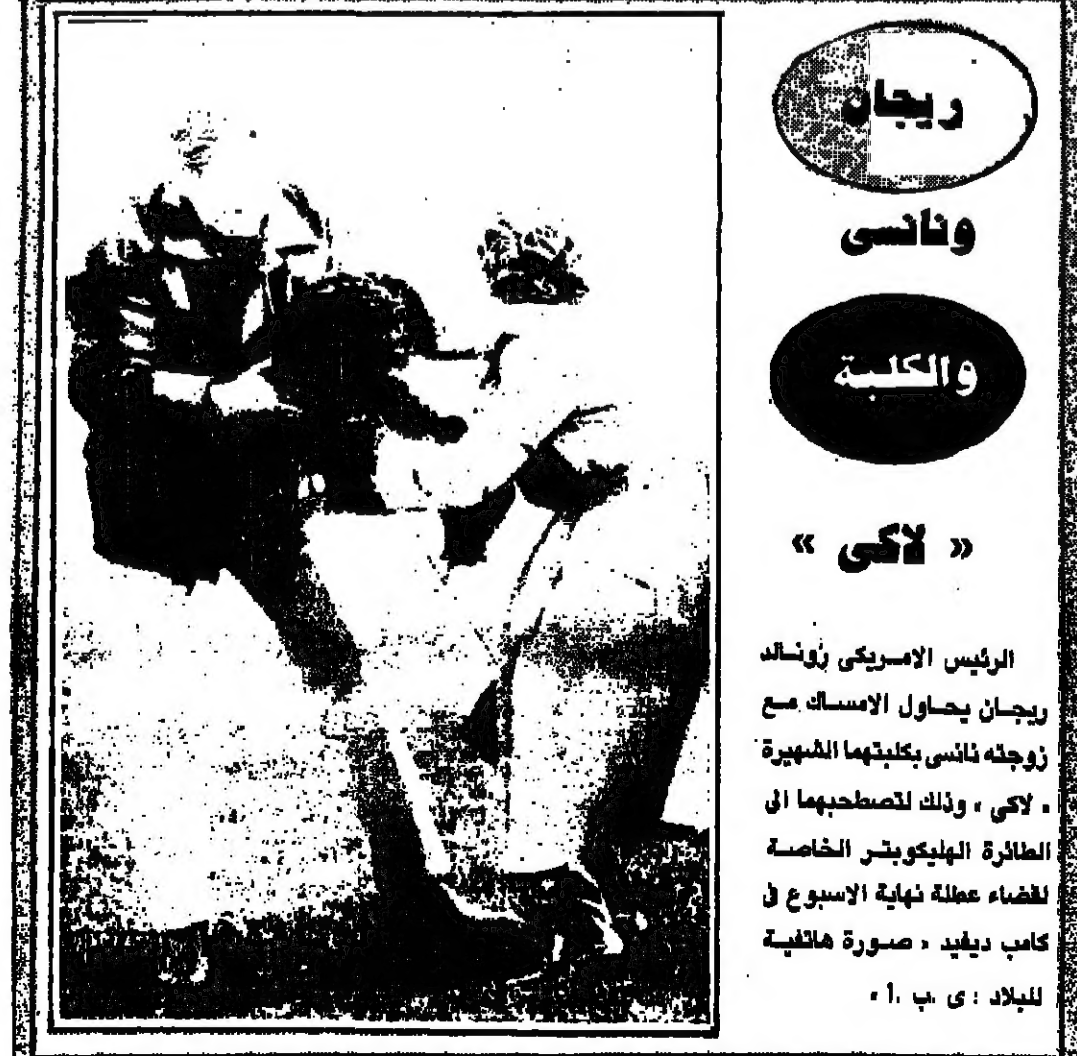 ريجان
ونانسى
والكلبة
« لاكى »
الرئيس الامريكى رونالد
ريجان يحاول الامساك مع
زوجته نانسى بكلبتهما الشهيرة
« لاكى » وذلك لتصطحبهما الى
الطائرة الهليكوبتر الخاصة
لقضاء عطلة نهاية الاسبوع فى
كامب ديفيد « صورة هاتفية
للبلاد : ى .ب .أ »